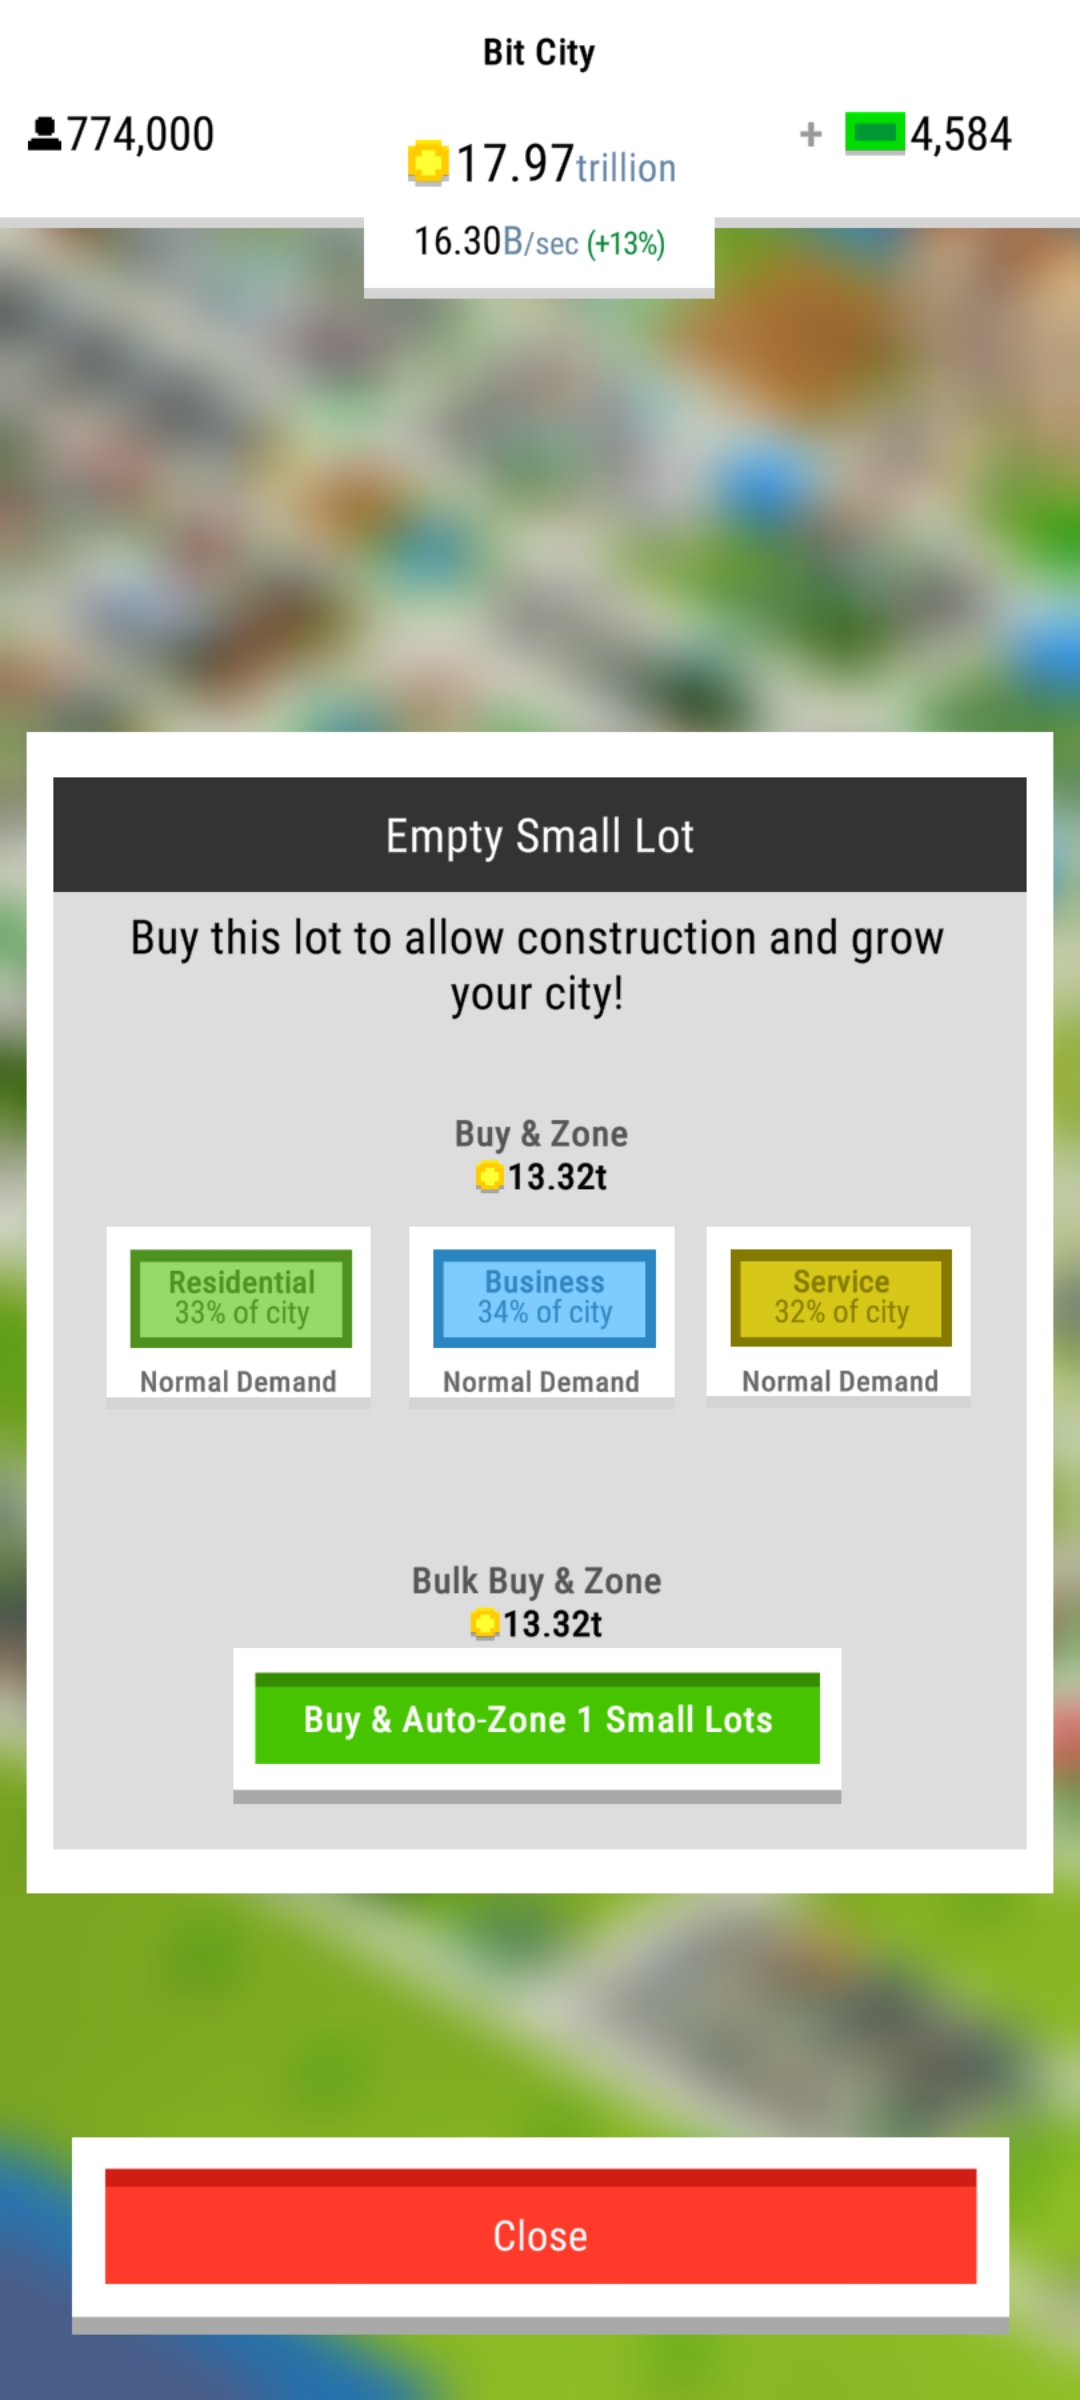 Bit City
774,000
17.97trillion
+ 4,584
16.30B/sec (+13%)
Empty Small Lot
Buy this lot to allow construction and grow
your city!
Buy & Zone
13.32t
Residential
33% of city
Normal Demand
Business
34% of city
Normal Demand
Service
32% of city
Normal Demand
Bulk Buy & Zone
13.32t
Buy & Auto-Zone 1 Small Lots
Close